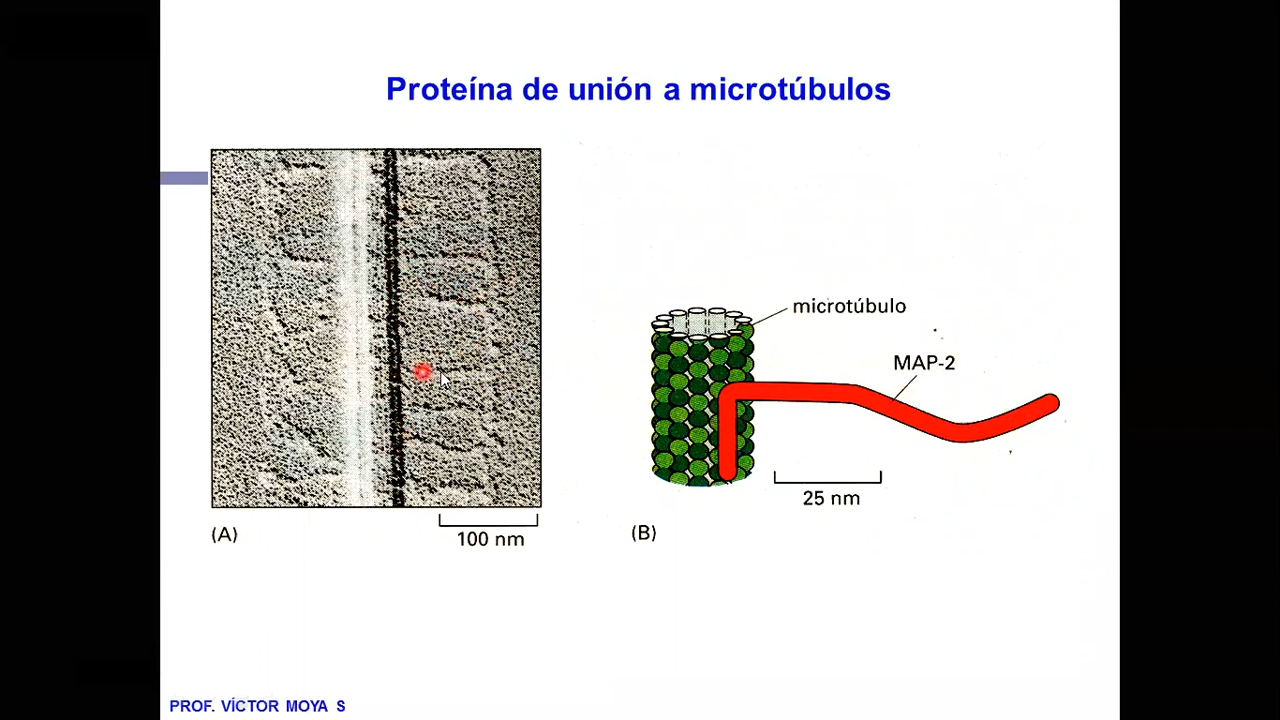 Proteína de unión a microtúbulos
microtúbulo
MAP-2
25 nm
(A)
100 nm
(B)
PROF. VÍCTOR MOYA S